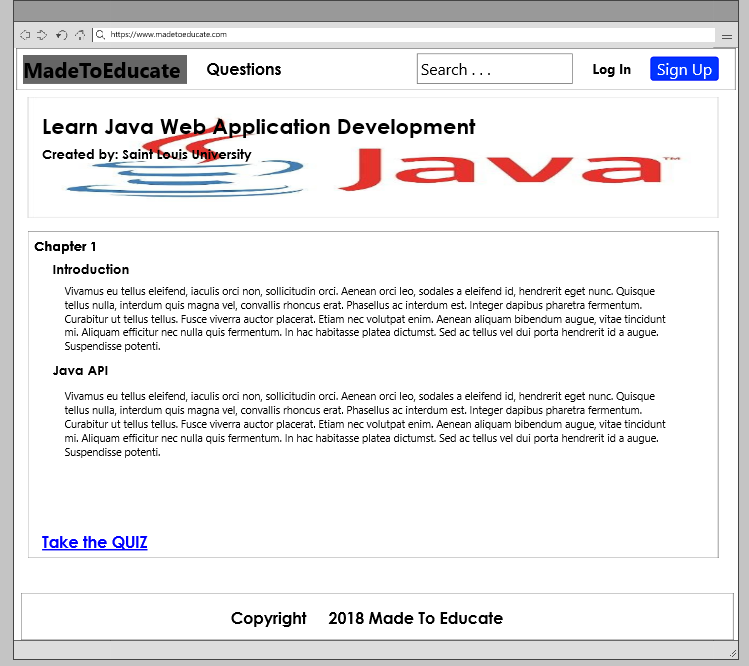 https://www.madetoeducate.com
MadeToEducate Questions Search . . . Log In Sign Up
Learn Java Web Application Development
Created by: Saint Louis University
Java™
Chapter 1
Introduction
Vivamus eu tellus eleifend, iaculis orci non, sollicitudin orci. Aenean orci leo, sodales a eleifend id, hendrerit eget nunc. Quisque
tellus nulla, interdum quis magna vel, convallis rhoncus erat. Phasellus ac interdum est. Integer dapibus pharetra fermentum.
Curabitur ut tellus tellus. Fusce viverra auctor placerat. Etiam nec volutpat enim. Aenean aliquam bibendum augue, vitae tincidunt
mi. Aliquam efficitur nec nulla quis fermentum. In hac habitasse platea dictumst. Sed ac tellus vel dui porta hendrerit id a augue.
Suspendisse potenti.
Java API
Vivamus eu tellus eleifend, iaculis orci non, sollicitudin orci. Aenean orci leo, sodales a eleifend id, hendrerit eget nunc. Quisque
tellus nulla, interdum quis magna vel, convallis rhoncus erat. Phasellus ac interdum est. Integer dapibus pharetra fermentum.
Curabitur ut tellus tellus. Fusce viverra auctor placerat. Etiam nec volutpat enim. Aenean aliquam bibendum augue, vitae tincidunt
mi. Aliquam efficitur nec nulla quis fermentum. In hac habitasse platea dictumst. Sed ac tellus vel dui porta hendrerit id a augue.
Suspendisse potenti.
Take the QUIZ
Copyright 2018 Made To Educate